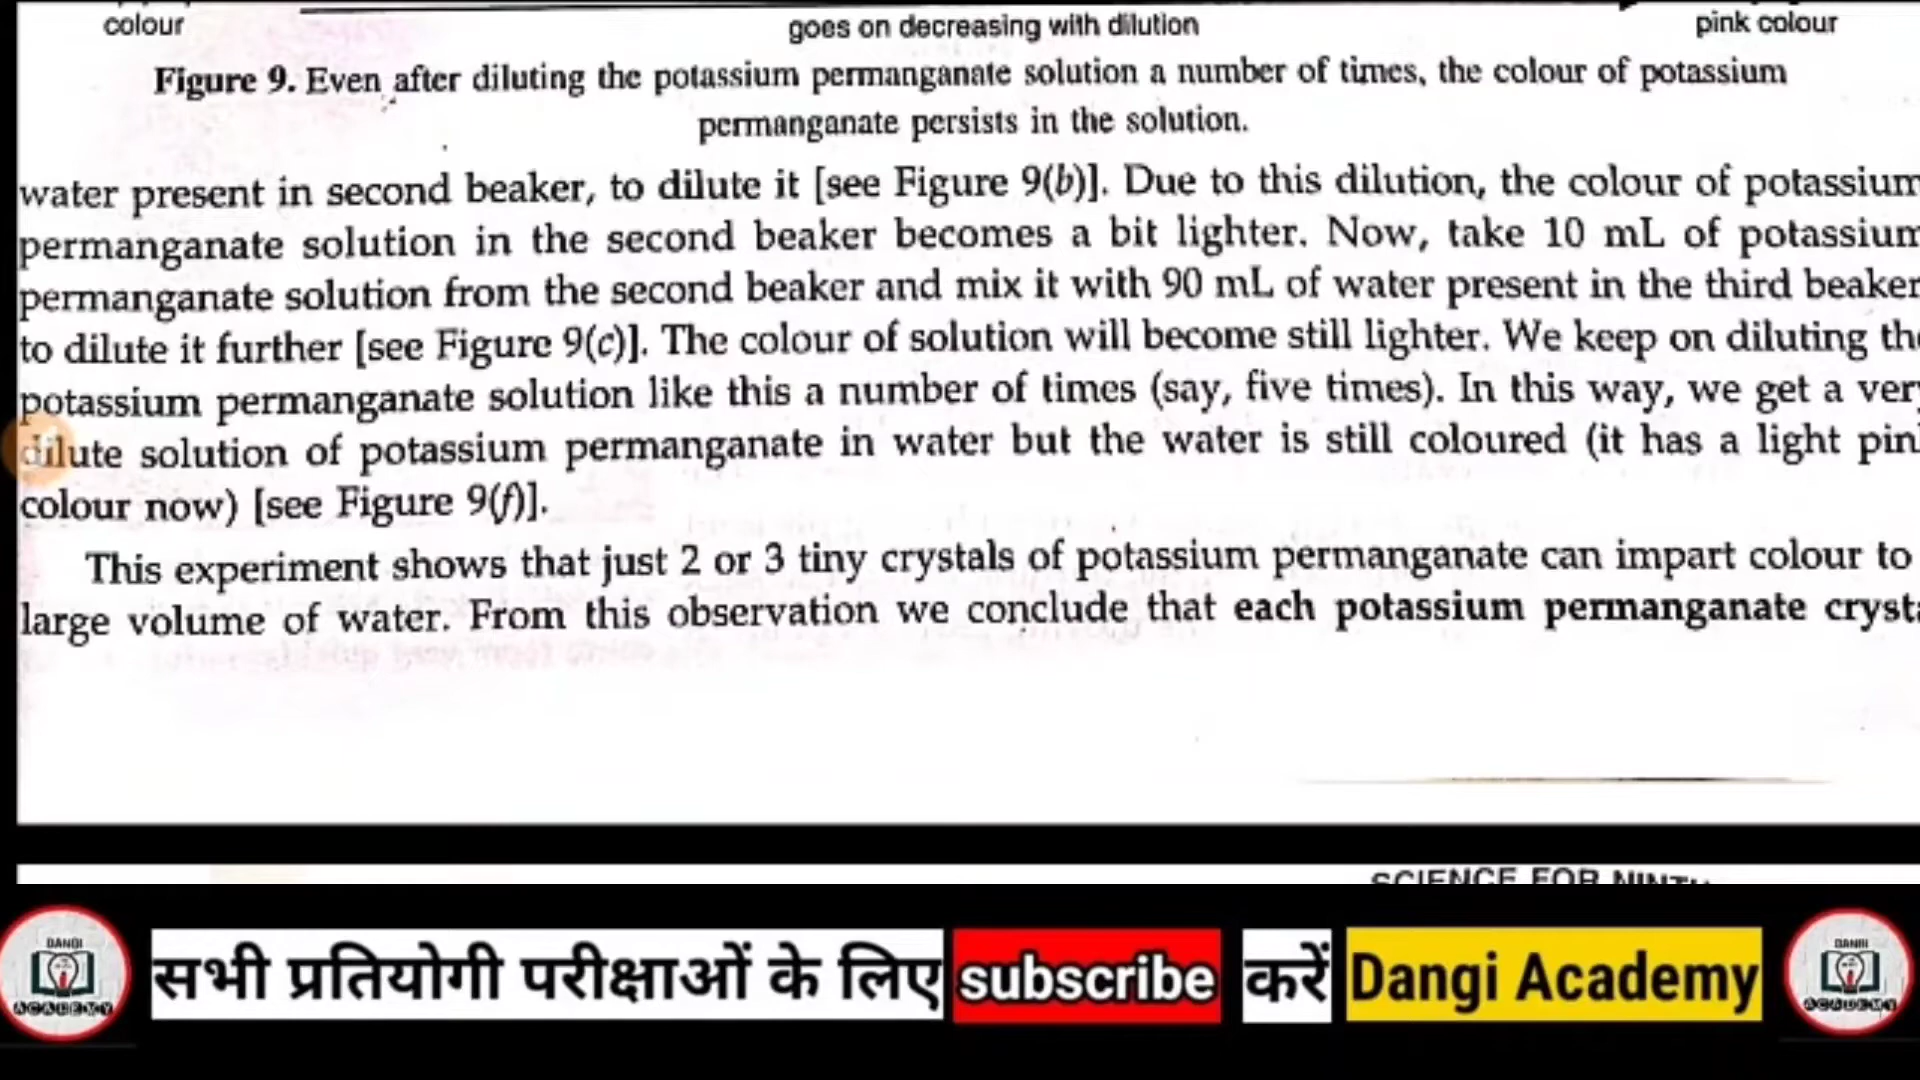 colour
goes on decreasing with dilution
pink colour
Figure 9. Even after diluting the potassium permanganate solution a number of times, the colour of potassium
permanganate persists in the solution.
water present in second beaker, to dilute it [see Figure 9(b)]. Due to this dilution, the colour of potassium
permanganate solution in the second beaker becomes a bit lighter. Now, take 10 mL of potassium
permanganate solution from the second beaker and mix it with 90 mL of water present in the third beaker
to dilute it further [see Figure 9(c)]. The colour of solution will become still lighter. We keep on diluting the
potassium permanganate solution like this a number of times (say, five times). In this way, we get a very
dilute solution of potassium permanganate in water but the water is still coloured (it has a light pink
colour now) [see Figure 9(f)].
This experiment shows that just 2 or 3 tiny crystals of potassium permanganate can impart colour to
large volume of water. From this observation we conclude that each potassium permanganate crysta
SCIENCE FOR NINTH
DANGI
ACADEMY
सभी प्रतियोगी परीक्षाओं के लिए subscribe करें Dangi Academy
DANGI
ACADEMY